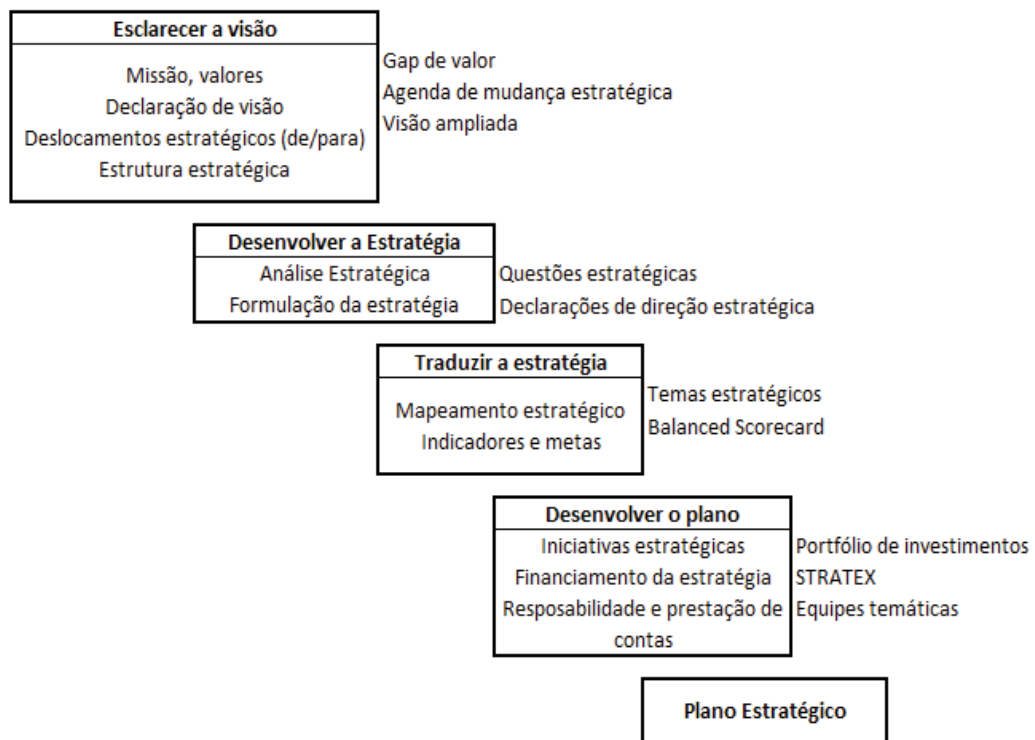 Esclarecer a visão
Missão, valores
Declaração de visão
Deslocamentos estratégicos (de/para)
Estrutura estratégica
Gap de valor
Agenda de mudança estratégica
Visão ampliada
Desenvolver a Estratégia
Análise Estratégica
Formulação da estratégia
Questões estratégicas
Declarações de direção estratégica
Traduzir a estratégia
Mapeamento estratégico
Indicadores e metas
Temas estratégicos
Balanced Scorecard
Desenvolver o plano
Iniciativas estratégicas
Financiamento da estratégia
Resposabilidade e prestação de
contas
Portfólio de investimentos
STRATEX
Equipes temáticas
Plano Estratégico